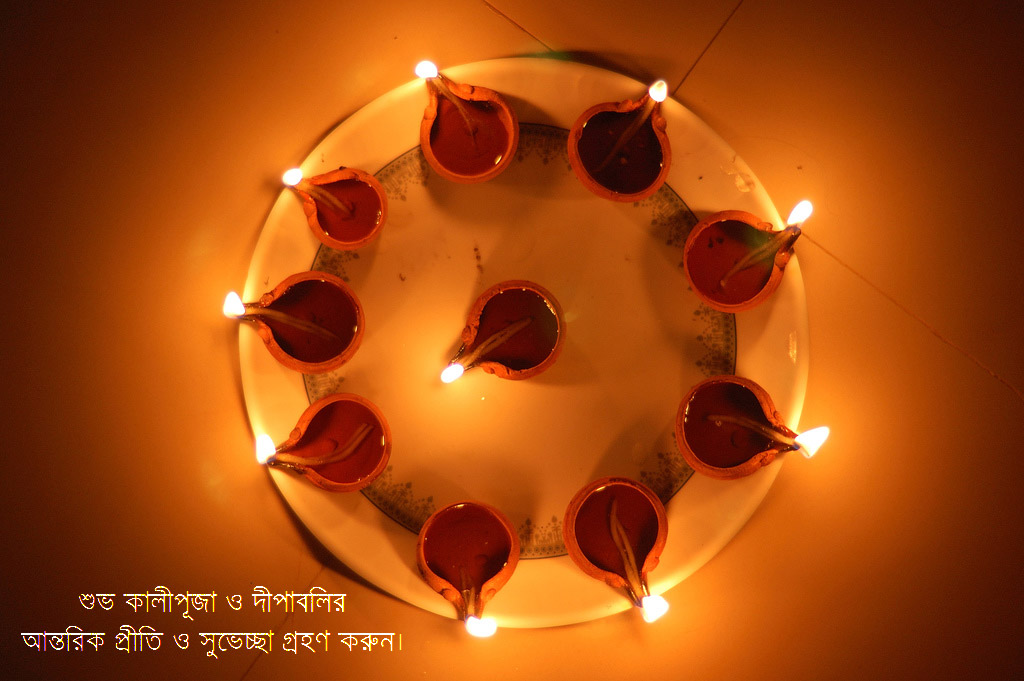 শুভ কালীপূজা ও দীপাবলির
আন্তরিক প্রীতি ও সুভেচ্ছা গ্রহণ করুন।